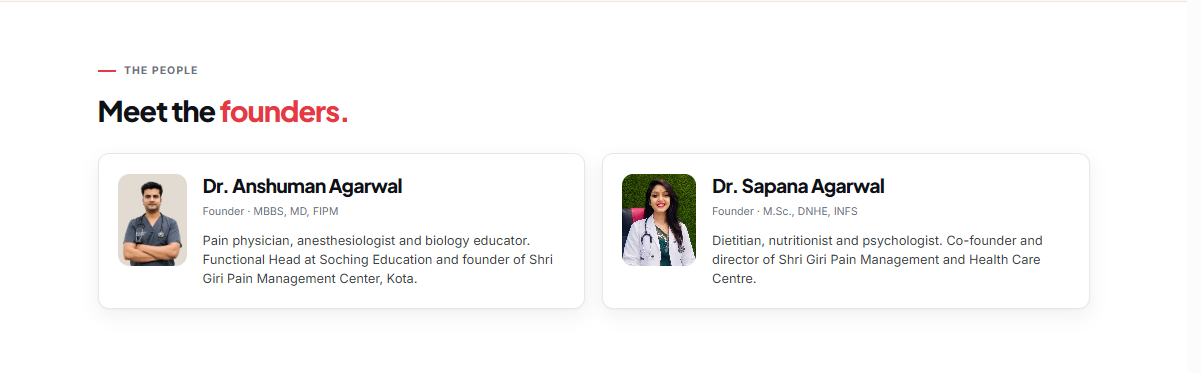 THE PEOPLE
Meet the founders.
Dr. Anshuman Agarwal
Founder · MBBS, MD, FIPM
Pain physician, anesthesiologist and biology educator.
Functional Head at Soching Education and founder of Shri
Giri Pain Management Center, Kota.
Dr. Sapana Agarwal
Founder · M.Sc., DNHE, INFS
Dietitian, nutritionist and psychologist. Co-founder and
director of Shri Giri Pain Management and Health Care
Centre.